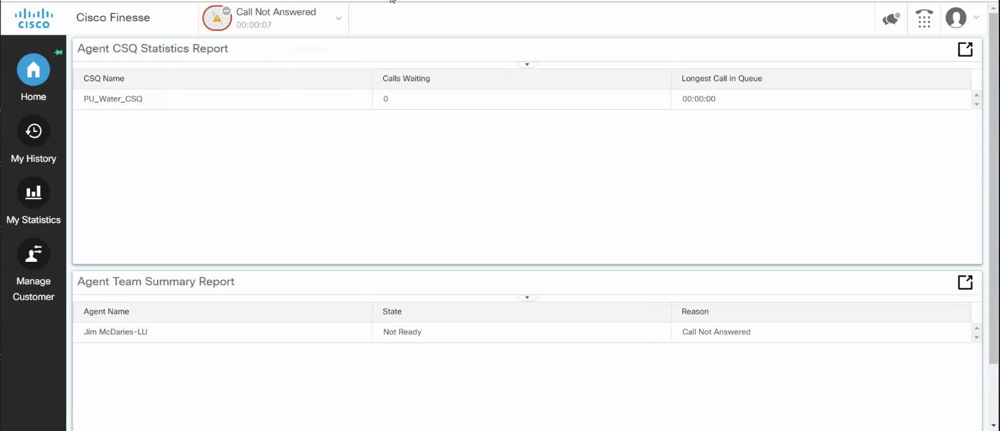 CISCO
Cisco Finesse
Call Not Answered
00:00:07
Home
My History
My Statistics
Manage
Customer
Agent CSQ Statistics Report
CSQ Name Calls Waiting Longest Call in Queue
PU_Water_CSQ 0 00:00:00
Agent Team Summary Report
Agent Name State Reason
Jim McDaries-LU Not Ready Call Not Answered